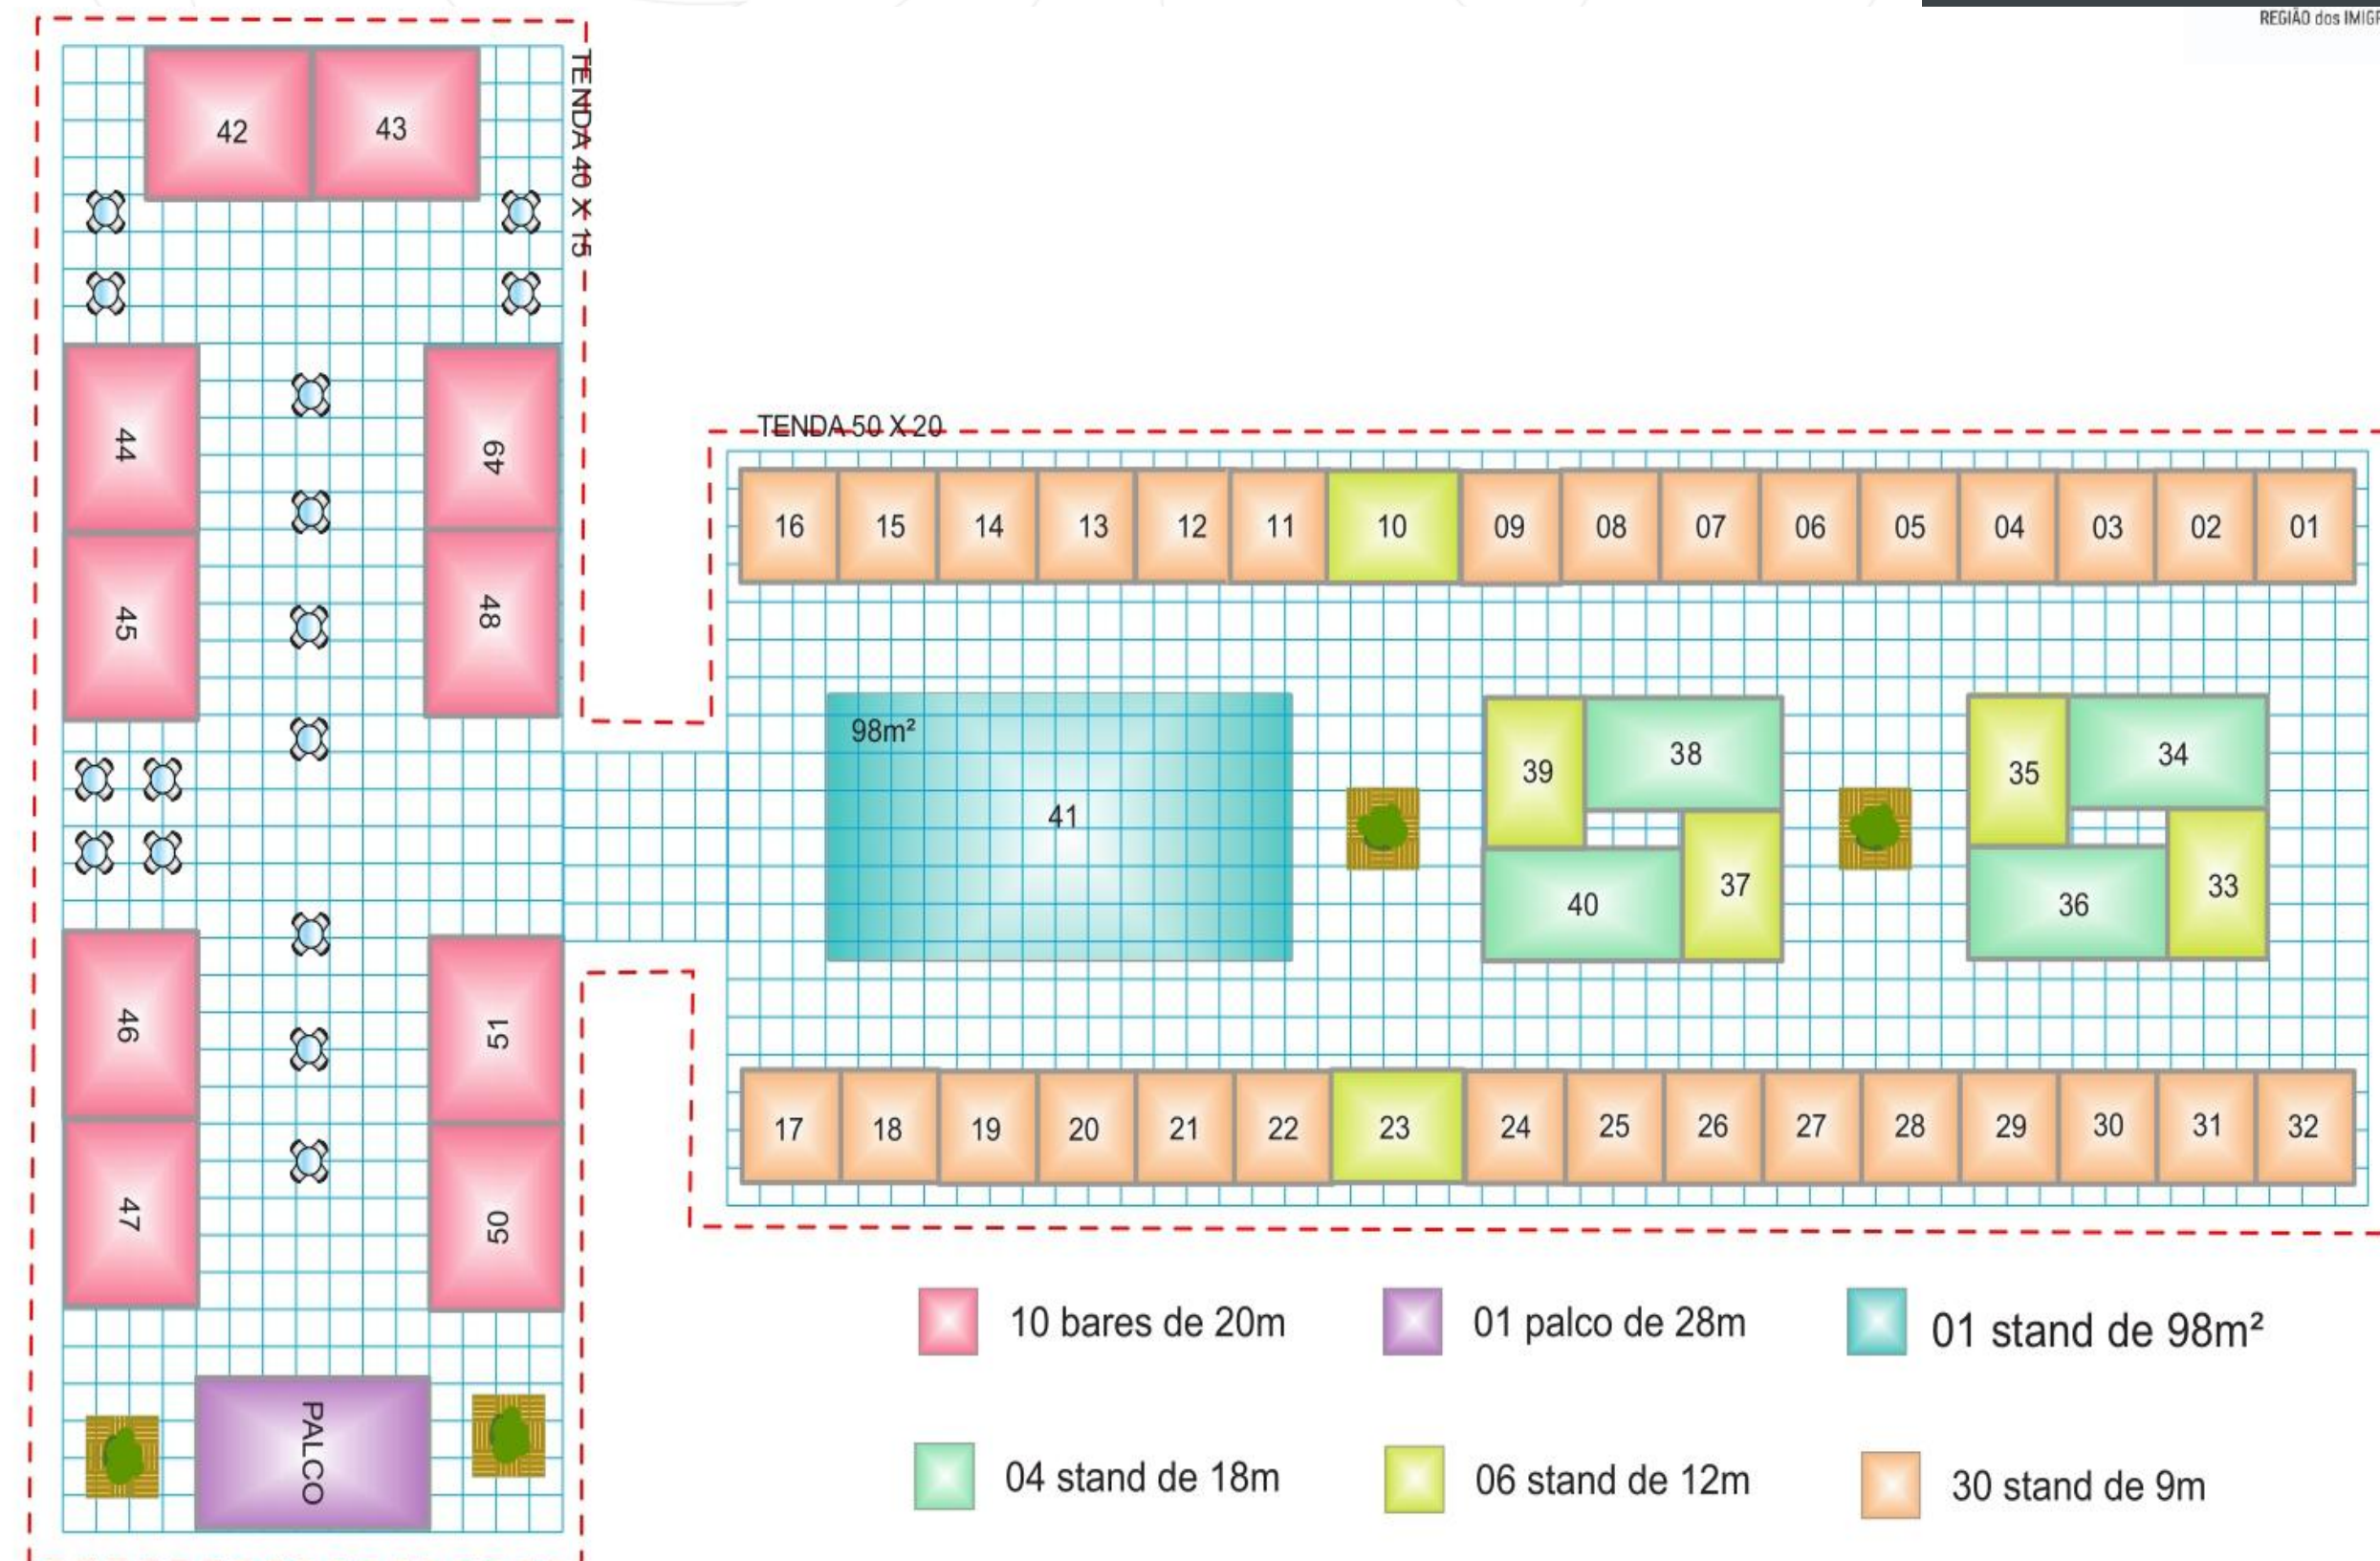 REGIÃO dos IMIGR
TENDA 40 X 15
42 43
44 49
45 48
46 51
47 50
PALCO
TENDA 50 X 20
16 15 14 13 12 11 10 09 08 07 06 05 04 03 02 01
98m²
41
39 38
40 37
35 34
36 33
17 18 19 20 21 22 23 24 25 26 27 28 29 30 31 32
10 bares de 20m
01 palco de 28m
01 stand de 98m²
04 stand de 18m
06 stand de 12m
30 stand de 9m